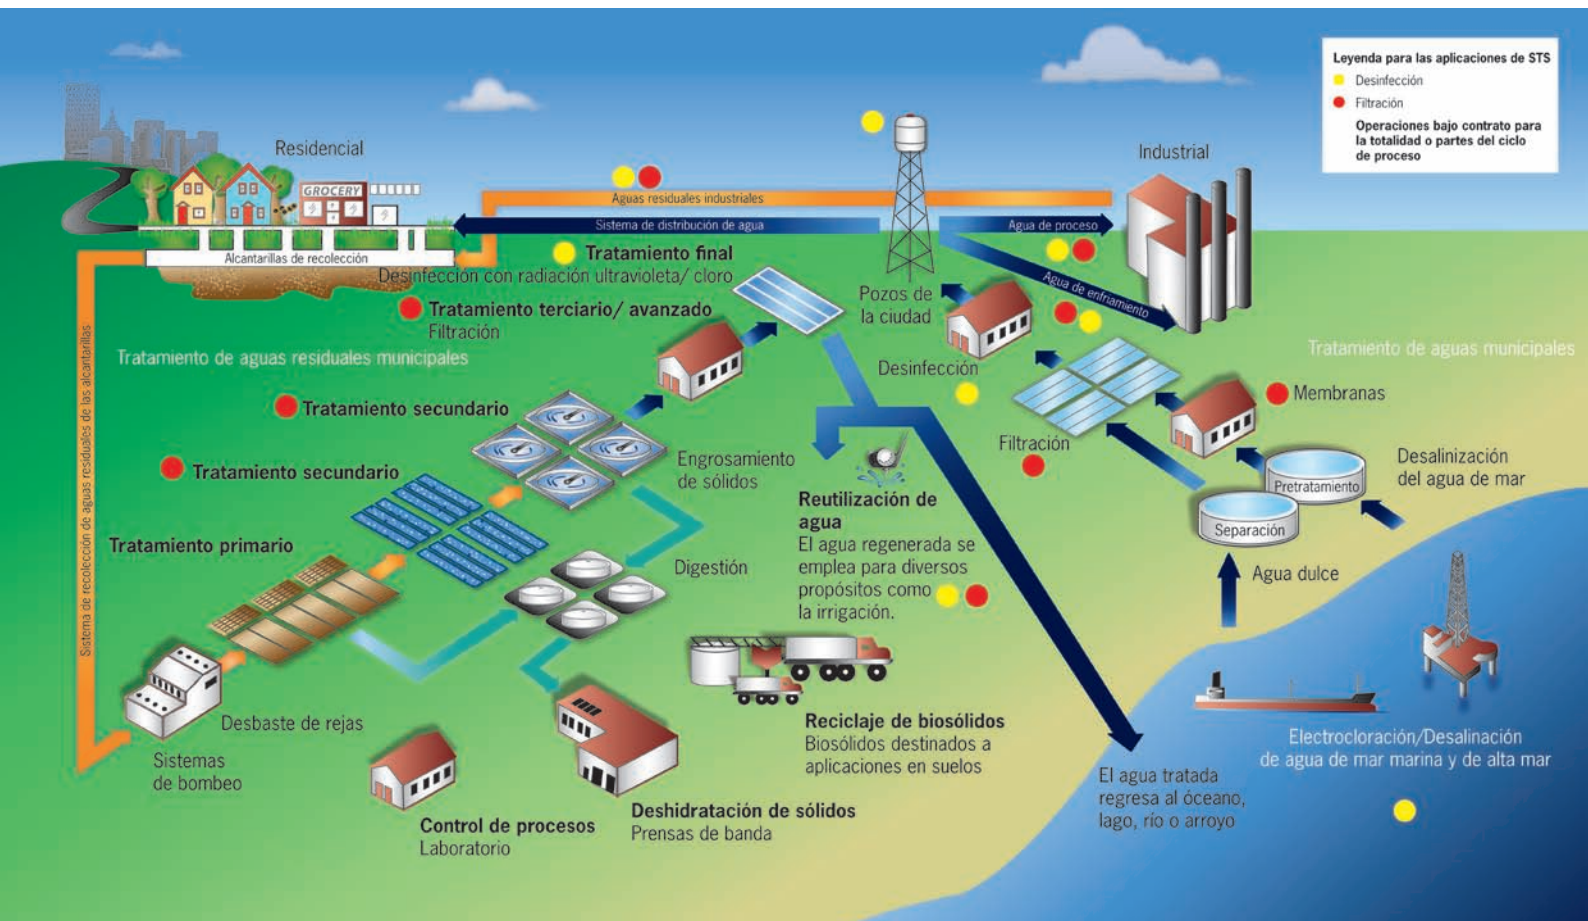 Leyenda para las aplicaciones de STS
Desinfección
Filtración
Operaciones bajo contrato para
la totalidad o partes del ciclo
de proceso
Residencial
GROCERY
Industrial
Aguas residuales industriales
Sistema de distribución de agua
Agua de proceso
Agua de enfriamiento
Alcantarillas de recolección
Sistema de recolección de aguas residuales de las alcantarillas
Tratamiento final
Desinfección con radiación ultravioleta/ cloro
Tratamiento terciario/ avanzado
Filtración
Tratamiento de aguas residuales municipales
Pozos de
la ciudad
Tratamiento de aguas municipales
Desinfección
Membranas
Tratamiento secundario
Filtración
Desalinización
del agua de mar
Tratamiento secundario
Engrosamiento
de sólidos
Pretratamiento
Separación
Reutilización de
agua
El agua regenerada se
emplea para diversos
propósitos como
la irrigación.
Tratamiento primario
Digestión
Agua dulce
Desbaste de rejas
Sistemas
de bombeo
Reciclaje de biosólidos
Biosólidos destinados a
aplicaciones en suelos
Electrocloración/Desalinación
de agua de mar marina y de alta mar
El agua tratada
regresa al óceano,
lago, río o arroyo
Control de procesos
Laboratorio
Deshidratación de sólidos
Prensas de banda